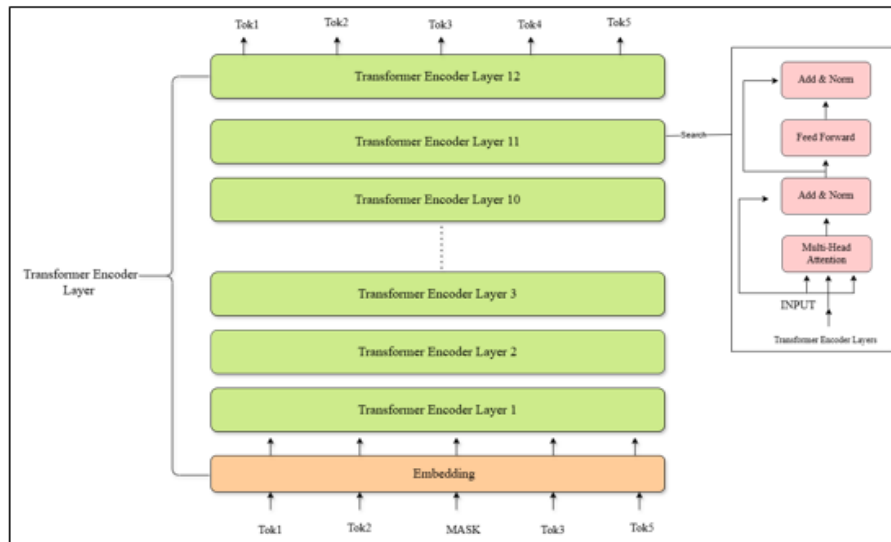 Tok1 Tok2 Tok3 Tok4 Tok5
Transformer Encoder Layer 12
Transformer Encoder Layer 11
Transformer Encoder Layer 10
Transformer Encoder Layer 3
Transformer Encoder Layer 2
Transformer Encoder Layer 1
Embedding
Tok1 Tok2 MASK Tok3 Tok5
Transformer Encoder
Layer
Search
Add & Norm
Feed Forward
Add & Norm
Multi-Head
Attention
INPUT
Transformer Encoder Layers